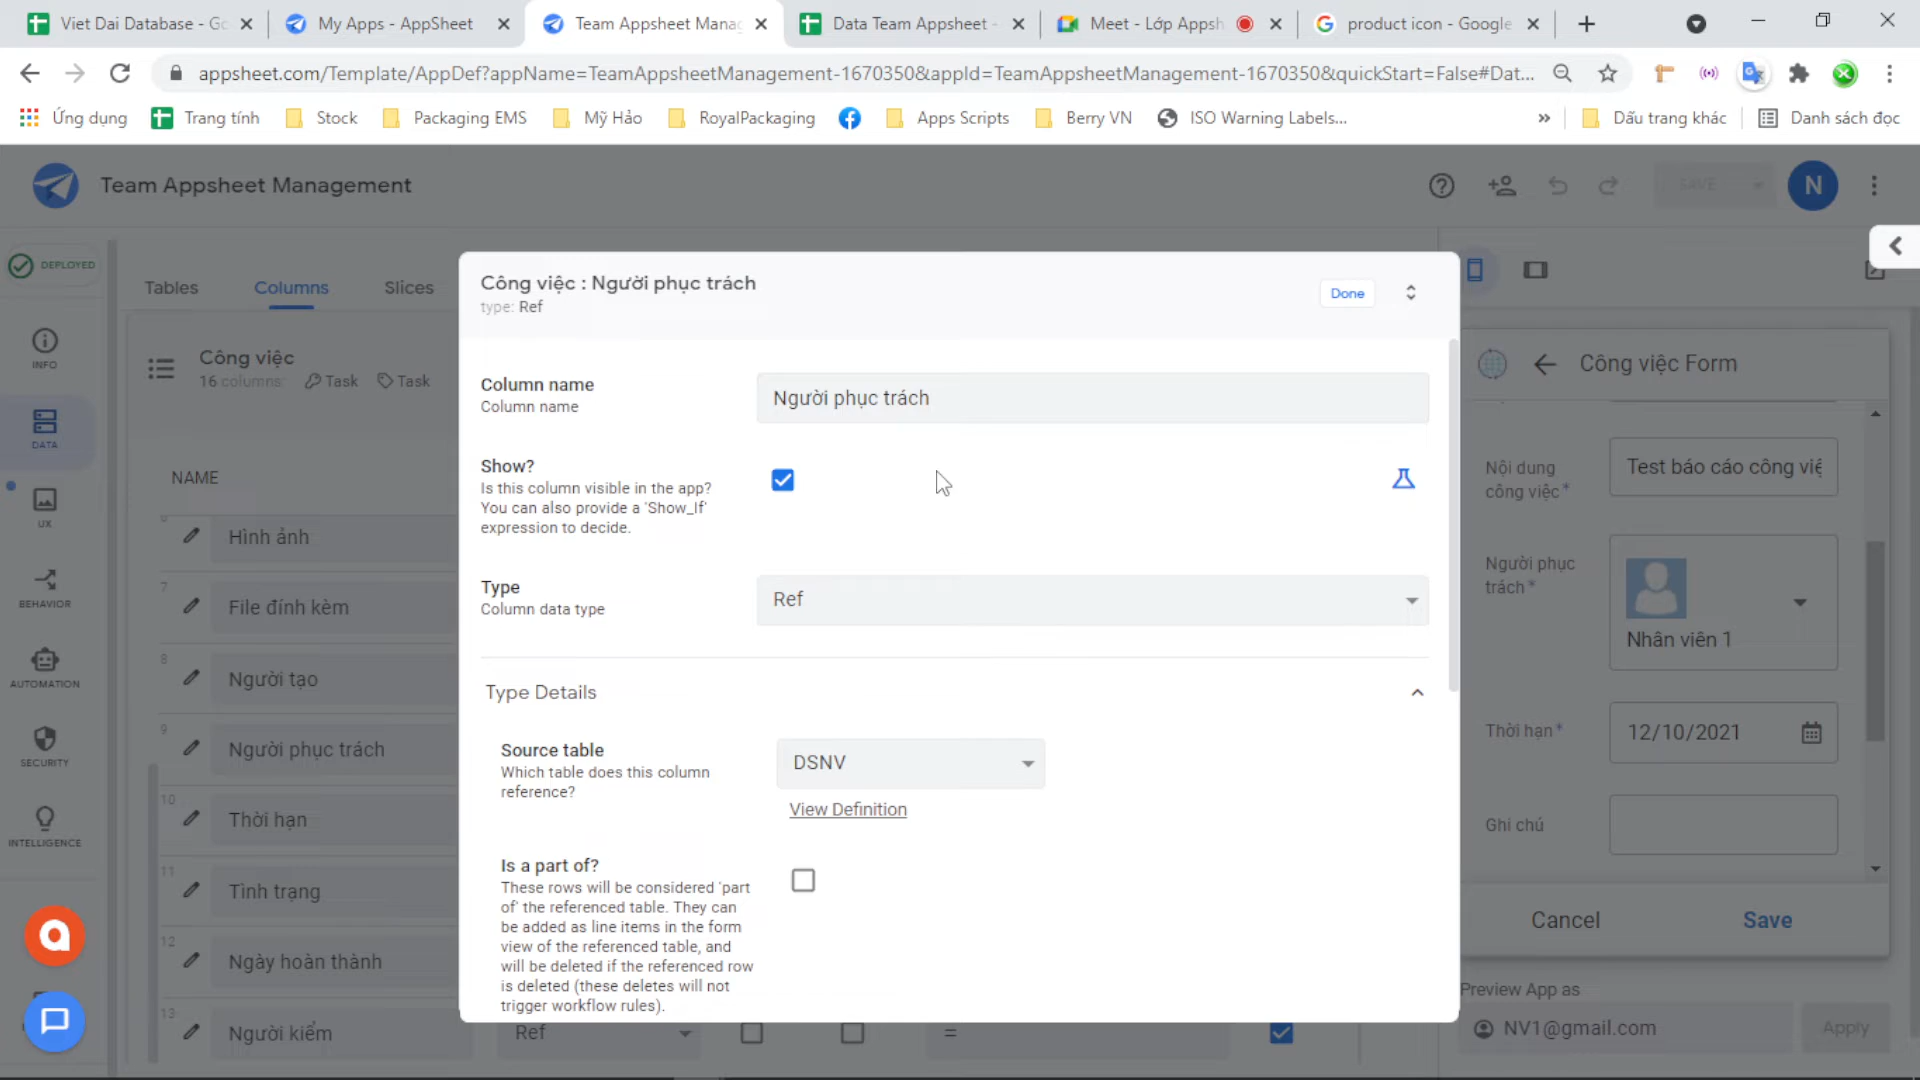 Viet Dai Database - Go
My Apps - AppSheet
Team Appsheet Manag
Data Team Appsheet -
Meet - Lớp Appsh
product icon - Google
appsheet.com/Template/AppDef?appName=TeamAppsheetManagement-1670350&appId=TeamAppsheetManagement-1670350&quickStart=False#Dat...
Ứng dụng
Trang tính
Stock
Packaging EMS
Mỹ Hảo
RoyalPackaging
Apps Scripts
Berry VN
ISO Warning Labels...
»
Dấu trang khác
Danh sách đọc
Team Appsheet Management
SAVE
N
DEPLOYED
INFO
DATA
UX
BEHAVIOR
AUTOMATION
SECURITY
INTELLIGENCE
Tables
Columns
Slices
Công việc
16 columns:
Task
Task
NAME
Hình ảnh
7
File đính kèm
8
Người tạo
9
Người phục trách
10
Thời hạn
11
Tình trạng
12
Ngày hoàn thành
13
Người kiểm
Ref
=
Công việc : Người phục trách
type: Ref
Done
Column name
Column name
Người phục trách
Show?
Is this column visible in the app?
You can also provide a 'Show_If'
expression to decide.
Type
Column data type
Ref
Type Details
Source table
Which table does this column
reference?
DSNV
View Definition
Is a part of?
These rows will be considered 'part
of' the referenced table. They can
be added as line items in the form
view of the referenced table, and
will be deleted if the referenced row
is deleted (these deletes will not
trigger workflow rules).
Công việc Form
Nội dung
công việc *
Test báo cáo công việ
Người phục
trách *
Nhân viên 1
Thời hạn *
12/10/2021
Ghi chú
Cancel
Save
Preview App as
NV1@gmail.com
Apply